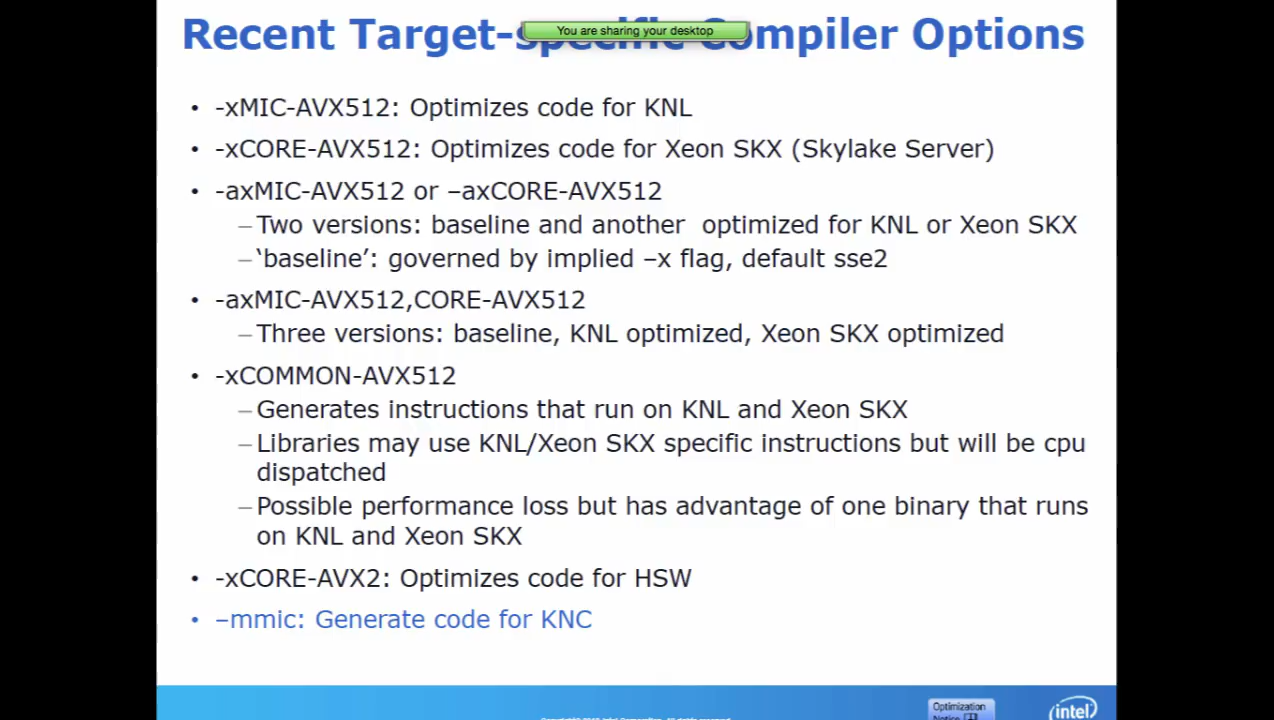 Recent Target-specific Compiler Options
You are sharing your desktop
• -xMIC-AVX512: Optimizes code for KNL
• -xCORE-AVX512: Optimizes code for Xeon SKX (Skylake Server)
• -axMIC-AVX512 or –axCORE-AVX512
– Two versions: baseline and another optimized for KNL or Xeon SKX
– ‘baseline’: governed by implied –x flag, default sse2
• -axMIC-AVX512,CORE-AVX512
– Three versions: baseline, KNL optimized, Xeon SKX optimized
• -xCOMMON-AVX512
– Generates instructions that run on KNL and Xeon SKX
– Libraries may use KNL/Xeon SKX specific instructions but will be cpu
dispatched
– Possible performance loss but has advantage of one binary that runs
on KNL and Xeon SKX
• -xCORE-AVX2: Optimizes code for HSW
• –mmic: Generate code for KNC
Optimization
Notice
intel